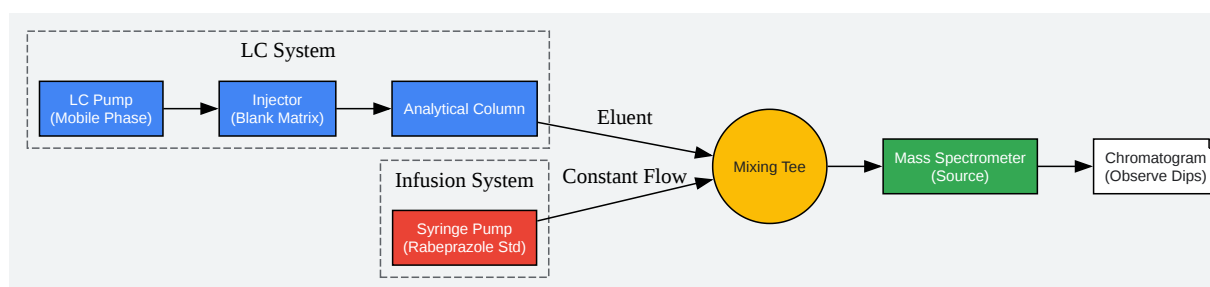 LC System
LC Pump
(Mobile Phase)
Injector
(Blank Matrix)
Analytical Column
Eluent
Infusion System
Constant Flow
Syringe Pump
(Rabeprazole Std)
Mixing Tee
Mass Spectrometer
(Source)
Chromatogram
(Observe Dips)